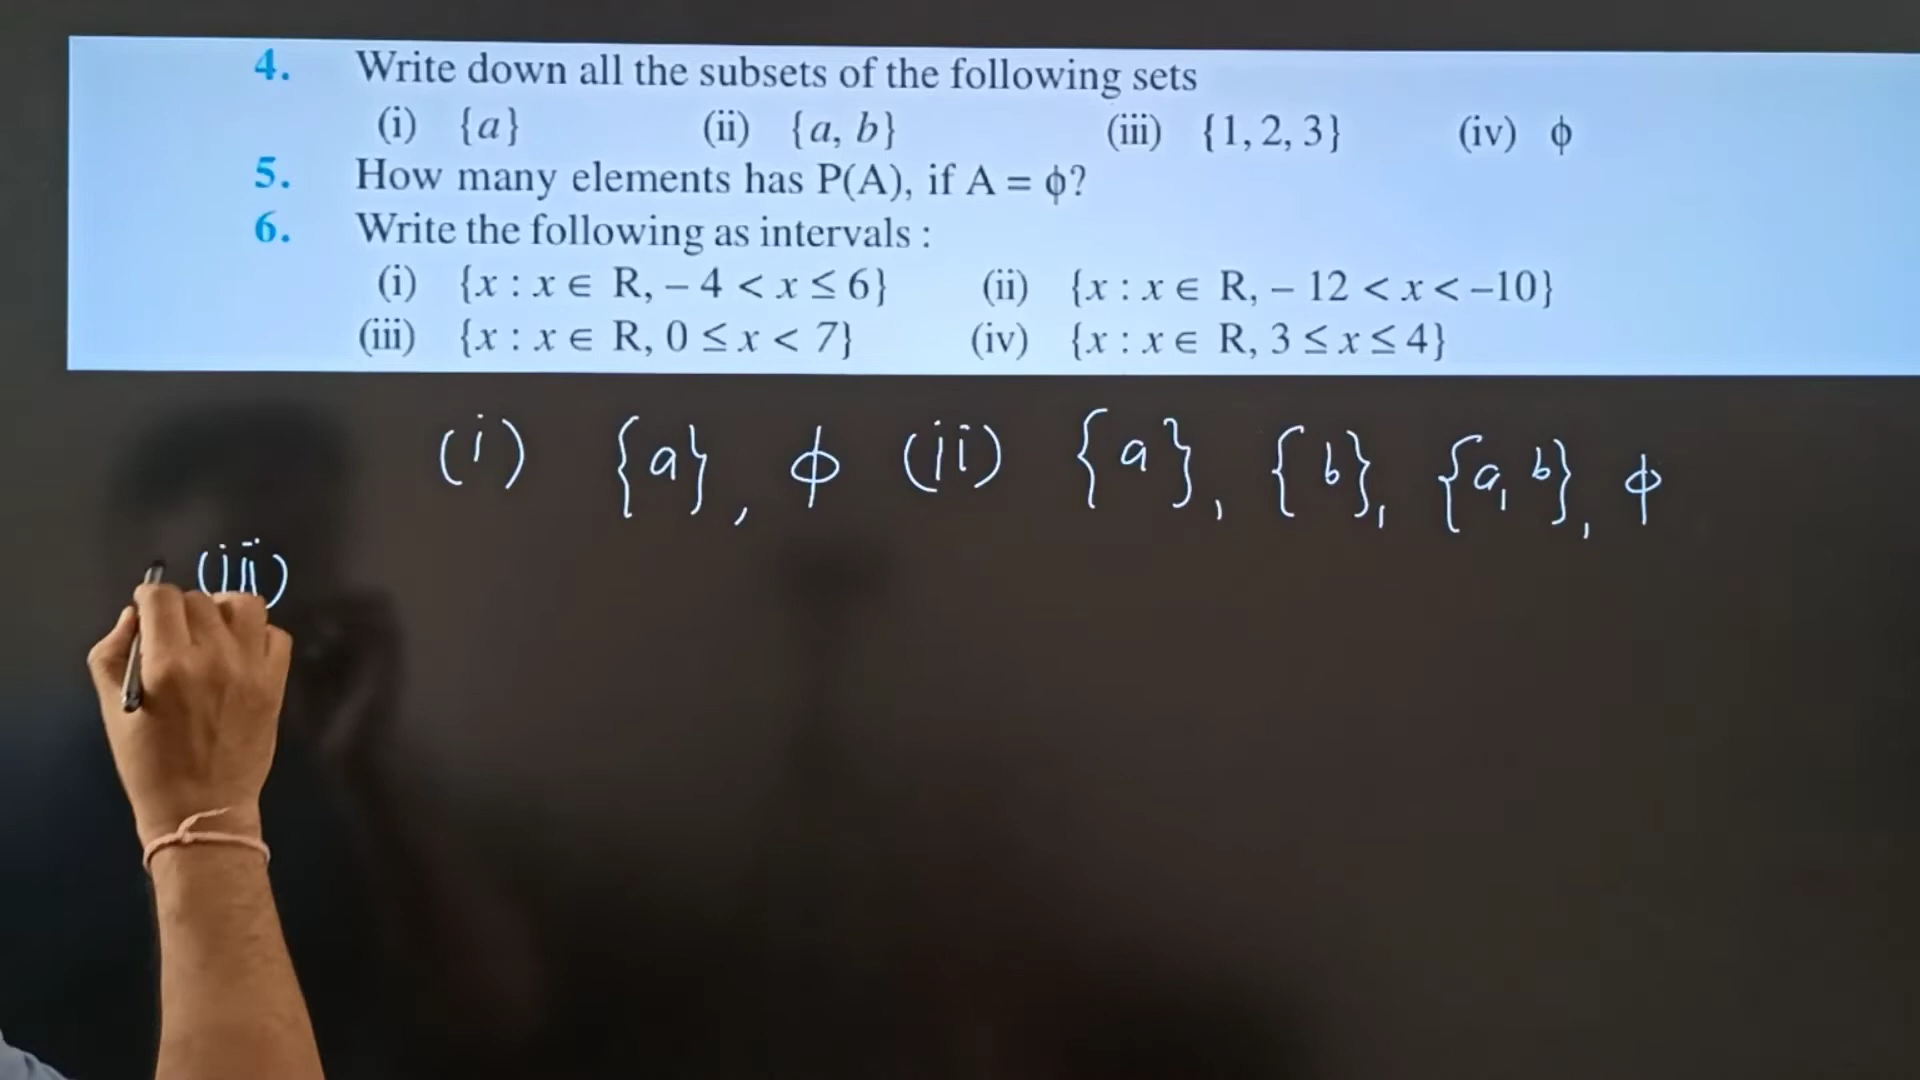 4. Write down all the subsets of the following sets
(i) {a} (ii) {a, b} (iii) {1, 2, 3} (iv) ϕ
5. How many elements has P(A), if A = ϕ?
6. Write the following as intervals :
(i) {x : x ∈ R, – 4 < x ≤ 6} (ii) {x : x ∈ R, – 12 < x < –10}
(iii) {x : x ∈ R, 0 ≤ x < 7} (iv) {x : x ∈ R, 3 ≤ x ≤ 4}
(i) {a}, ϕ (ii) {a}, {b}, {a, b}, ϕ
(iii)